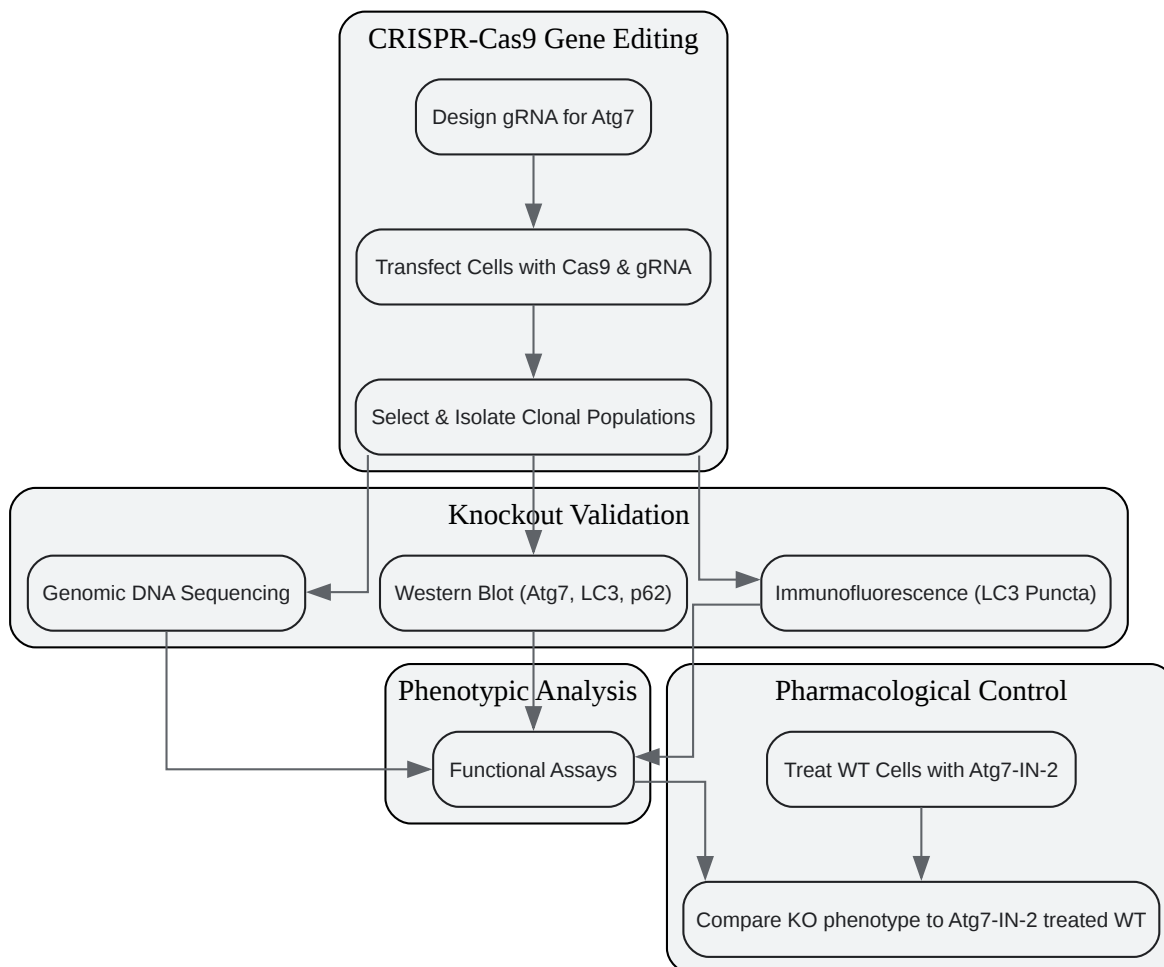 CRISPR-Cas9 Gene Editing
Design gRNA for Atg7
Transfect Cells with Cas9 & gRNA
Select & Isolate Clonal Populations
Knockout Validation
Genomic DNA Sequencing
Western Blot (Atg7, LC3, p62)
Immunofluorescence (LC3 Puncta)
Phenotypic Analysis
Functional Assays
Pharmacological Control
Treat WT Cells with Atg7-IN-2
Compare KO phenotype to Atg7-IN-2 treated WT